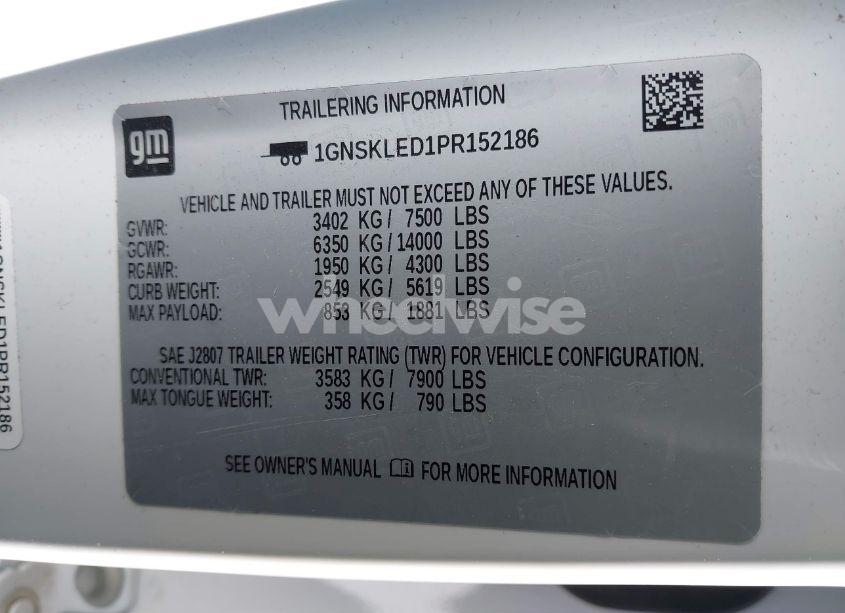 TRAILERING INFORMATION
gm
1GNSKLED1PR152186
VEHICLE AND TRAILER MUST NOT EXCEED ANY OF THESE VALUES.
GVWR: 3402 KG/ 7500 LBS
GCWR: 6350 KG/14000 LBS
RGAWR: 1950 KG/ 4300 LBS
CURB WEIGHT: 2549 KG/ 5619 LBS
MAX PAYLOAD: 853 KG/ 1881 LBS
wheelwise
SAE J2807 TRAILER WEIGHT RATING (TWR) FOR VEHICLE CONFIGURATION.
CONVENTIONAL TWR: 3583 KG/ 7900 LBS
MAX TONGUE WEIGHT: 358 KG/ 790 LBS
SEE OWNER'S MANUAL FOR MORE INFORMATION
1GNSKLED1PR152186